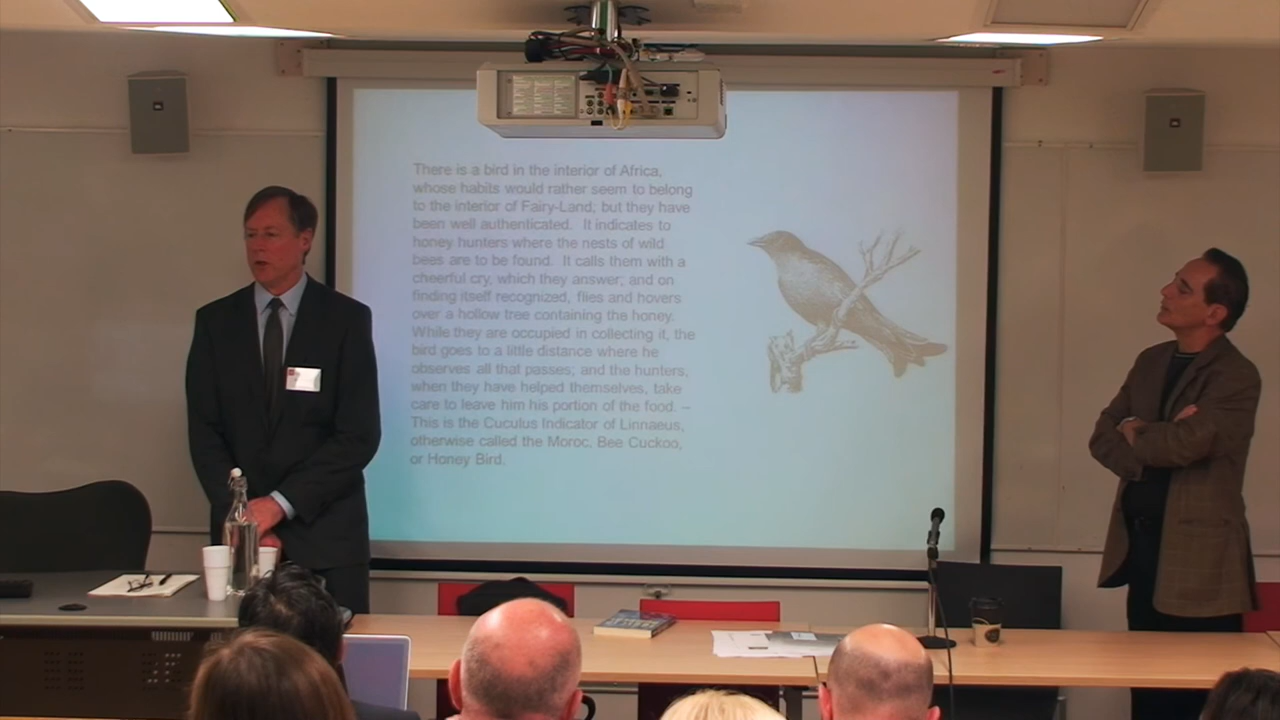 There is a bird in the interior of Africa,
whose habits would rather seem to belong
to the interior of Fairy-Land, but they have
been well authenticated. It indicates to
honey hunters where the nests of wild
bees are to be found. It calls them with a
cheerful cry, which they answer; and on
finding itself recognized, flies and hovers
over a hollow tree containing the honey.
While they are occupied in collecting it, the
bird goes to a little distance where he
observes all that passes; and the hunters,
when they have helped themselves, take
care to leave him his portion of the food. –
This is the Cuculus Indicator of Linnaeus,
otherwise called the Moroc, Bee Cuckoo,
or Honey Bird.